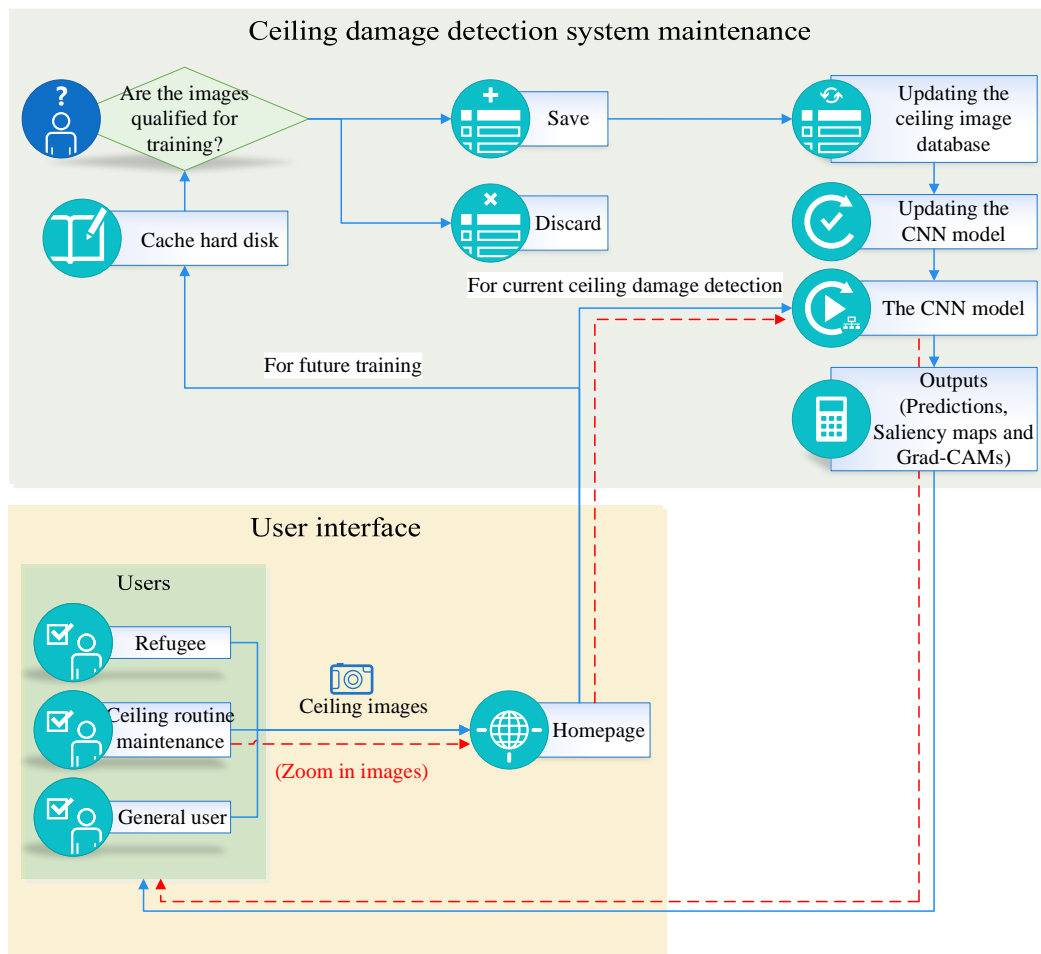 Ceiling damage detection system maintenance
?
Are the images
qualified for
training?
Save
Updating the
ceiling image
database
Cache hard disk
Discard
Updating the
CNN model
For current ceiling damage detection
The CNN model
For future training
Outputs
(Predictions,
Saliency maps and
Grad-CAMs)
User interface
Users
Refugee
Ceiling images
Ceiling routine
maintenance
Homepage
(Zoom in images)
General user